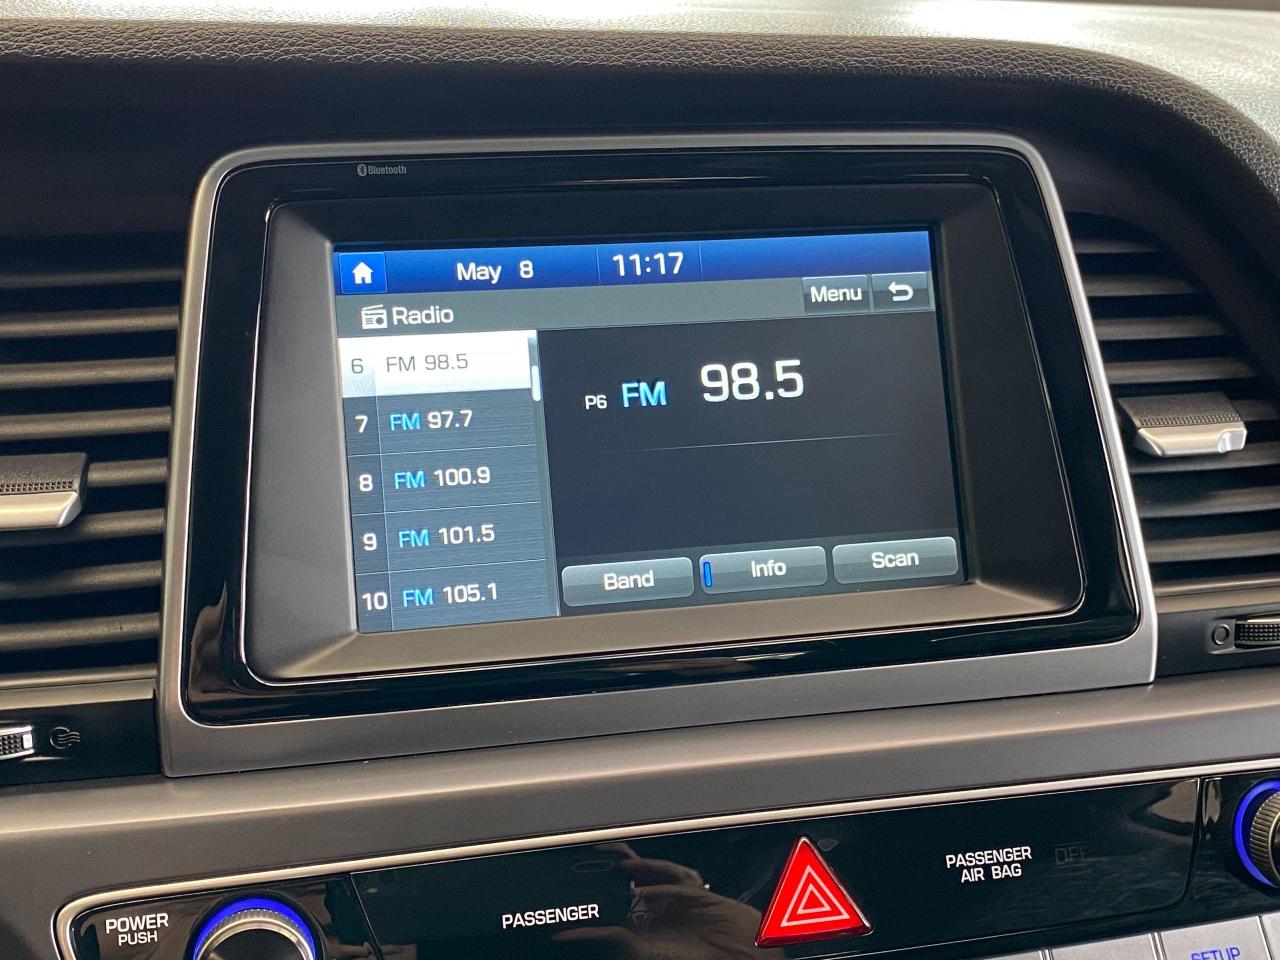 Bluetooth
May 8 11:17
Radio Menu
6 FM 98.5
7 FM 97.7
8 FM 100.9
9 FM 101.5
10 FM 105.1
P6 FM 98.5
Band Info Scan
POWER
PUSH
PASSENGER
PASSENGER
AIR BAG OFF
SETUP